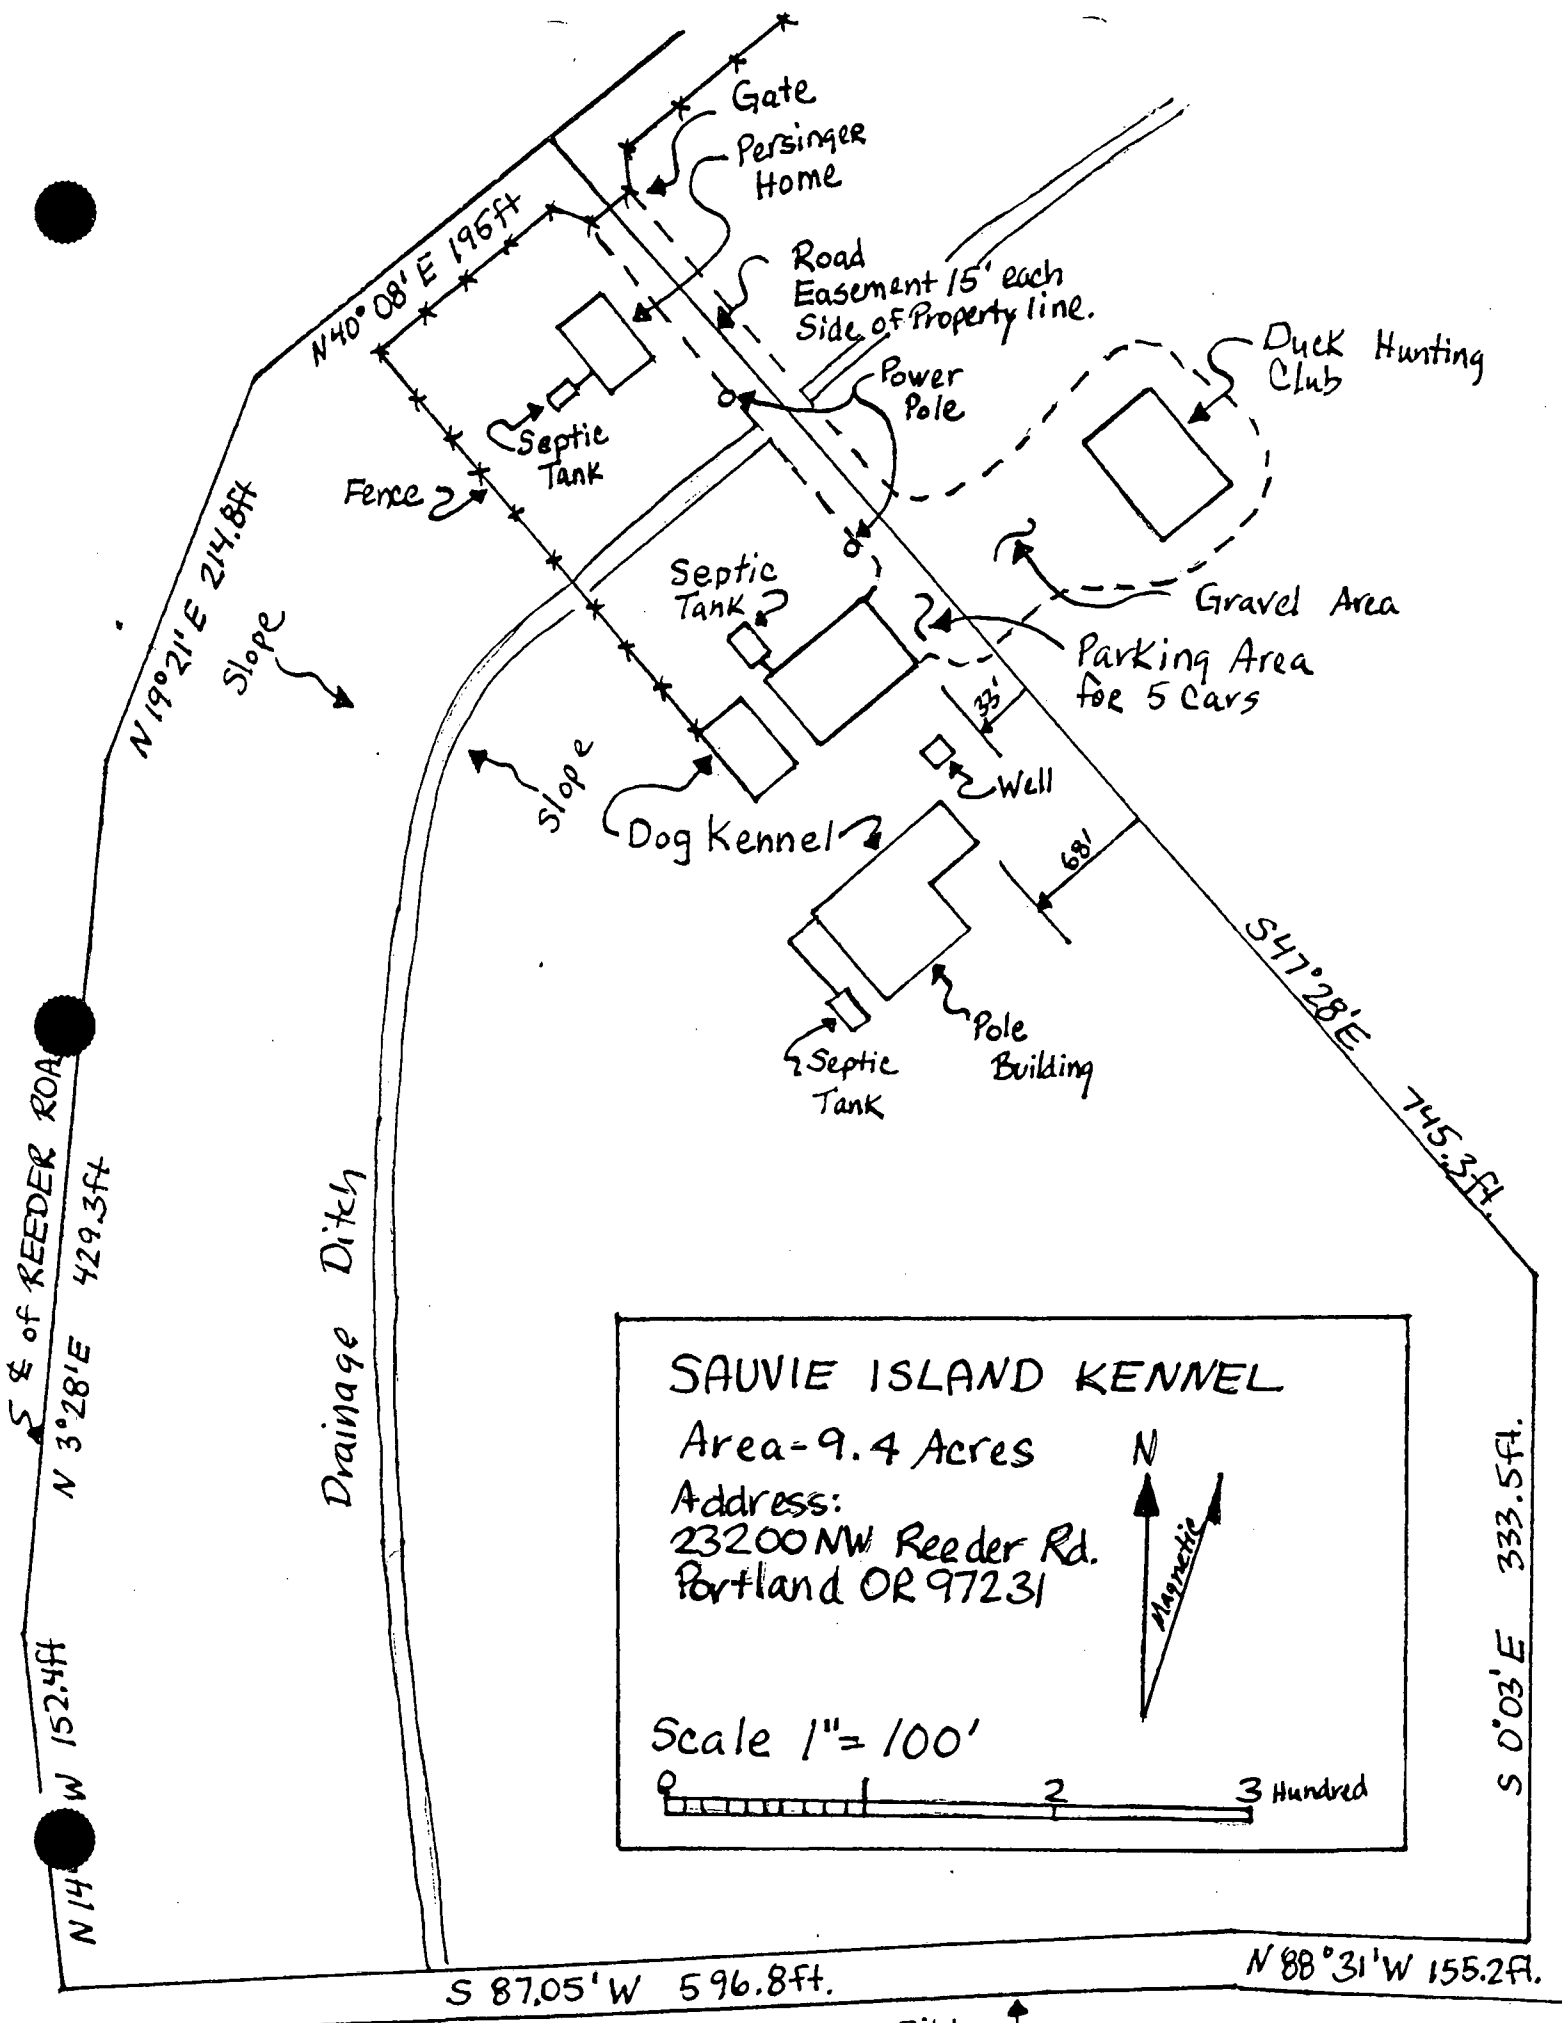 Gate
Persinger
Home
N40°08'E 195ft
Road
Easement 15' each
Side of Property line.
Duck Hunting
Club
Power
Pole
Septic
Tank
Fence
N 19°21'E 214.8ft
Septic
Tank
Gravel Area
Parking Area
for 5 Cars
Slope
33'
Slope
Well
Dog Kennel
68'
S47°28'E 745.3ft.
Pole
Building
Septic
Tank
℄ of REEDER ROA
N 3°28'E 429.3ft
Drainage Ditch
SAUVIE ISLAND KENNEL
Area-9.4 Acres
N
Address:
23200 NW Reeder Rd.
Portland OR 97231
Magnetic
Scale 1"=100'
0 1 2 3 Hundred
S 0°03'E 333.5ft.
N14 W 152.4ft
S 87.05'W 596.8ft.
N 88°31'W 155.2ft.